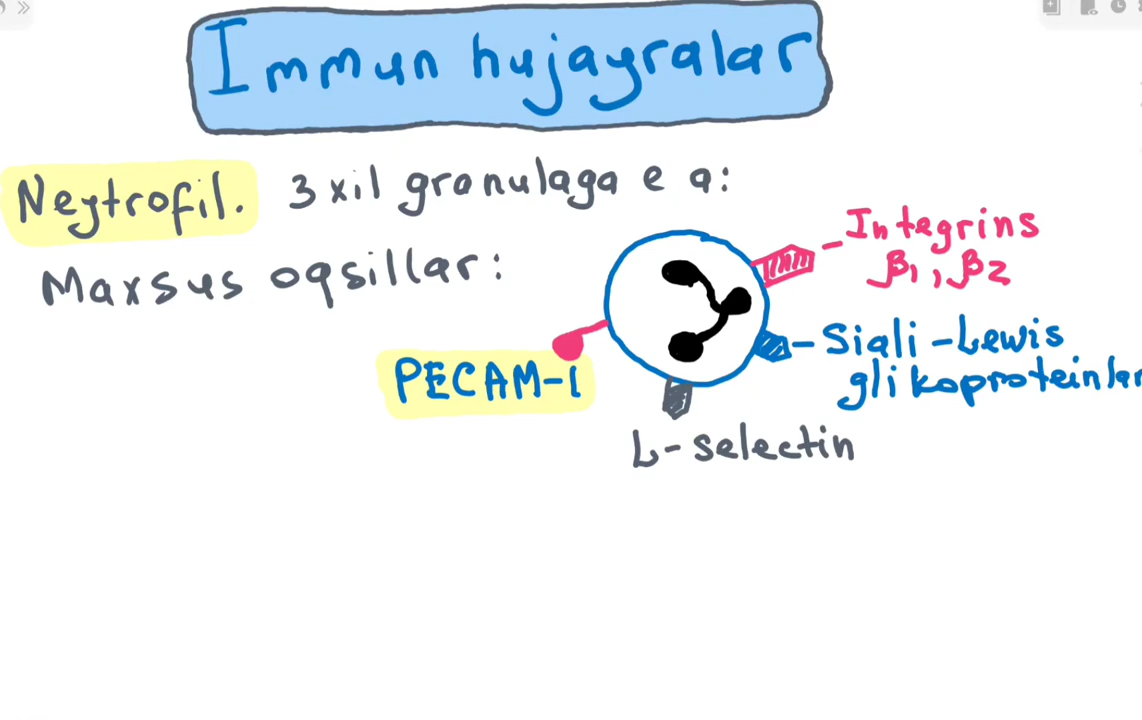 Immun hujayralar
Neytrofil. 3 xil granulaga e a:
Maxsus oqsillar:
Integrins
β1, β2
Siali-Lewis
glikoproteinlar
PECAM-1
L-selectin